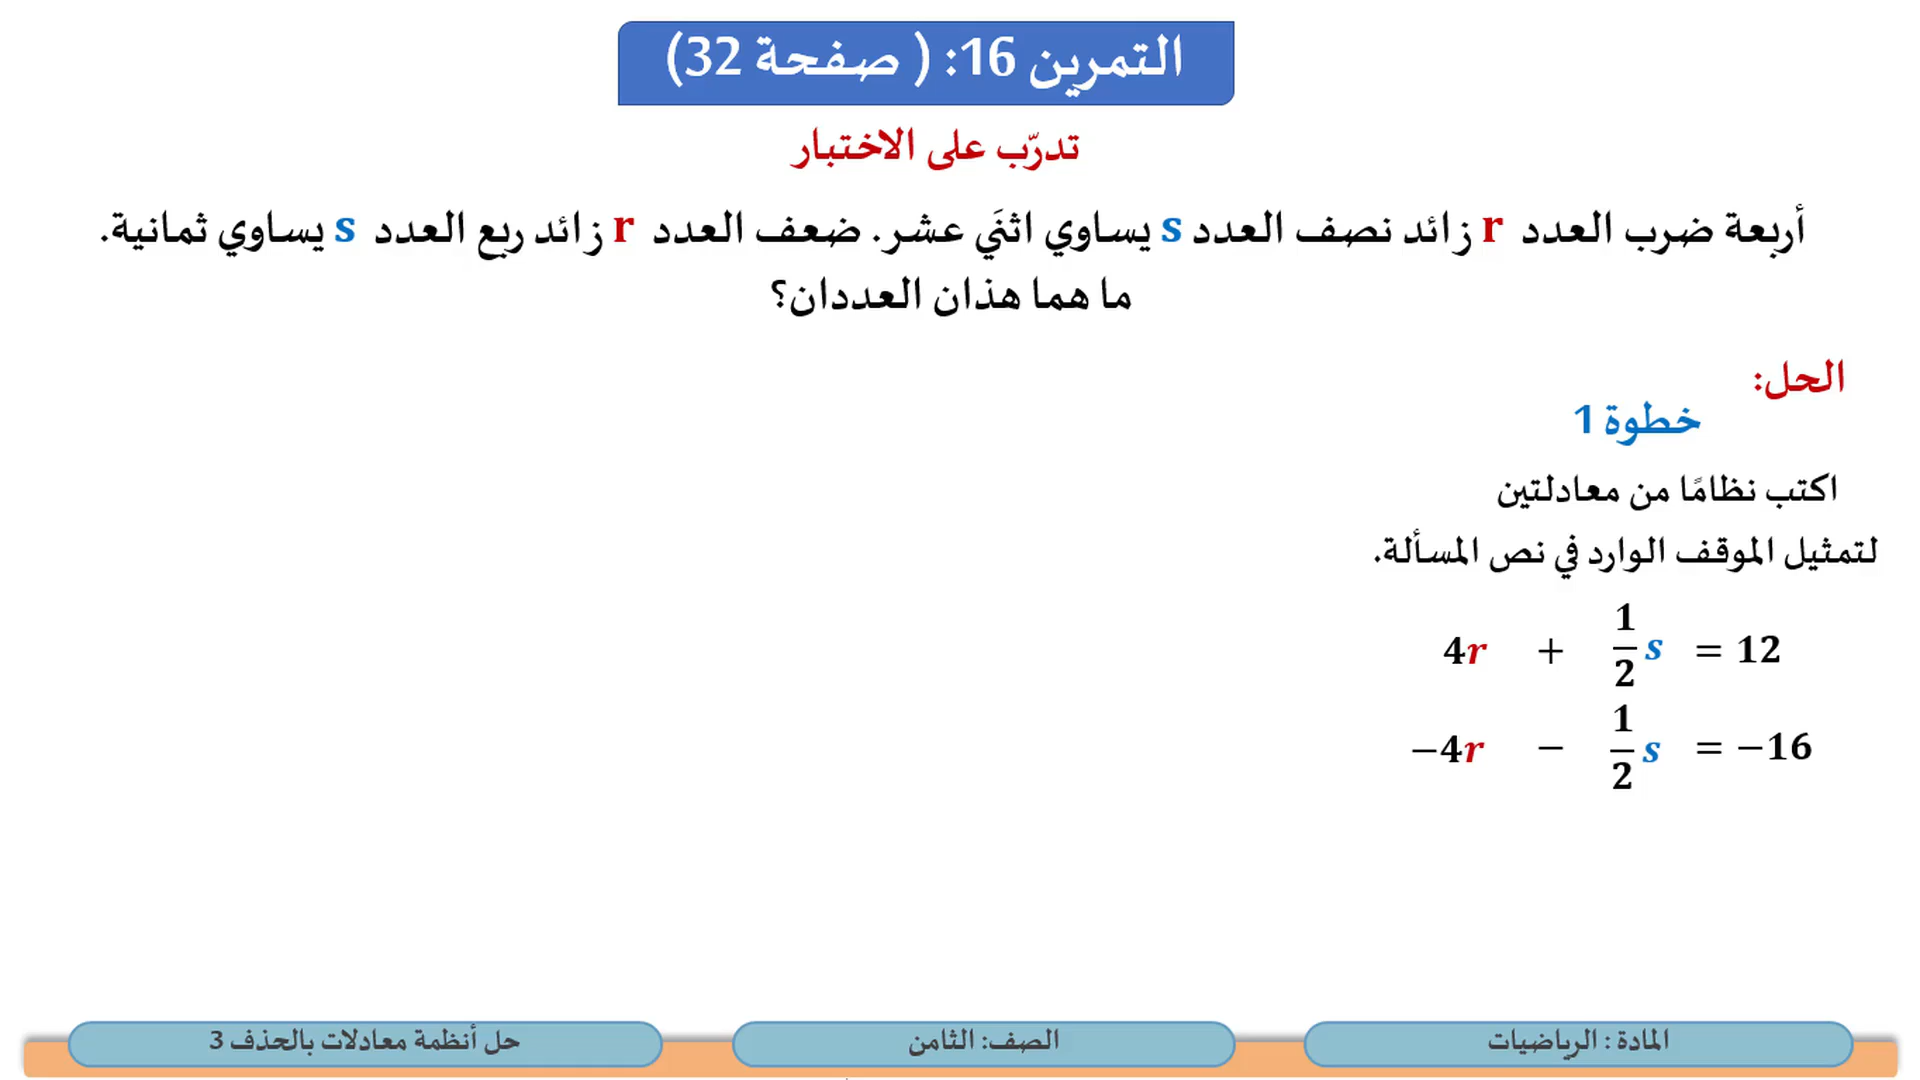 التمرين 16: ( صفحة 32)
تدرّب على الاختبار
أربعة ضرب العدد r زائد نصف العدد s يساوي اثنَي عشر. ضعف العدد r زائد ربع العدد s يساوي ثمانية.
ما هما هذان العددان؟
الحل:
خطوة 1
اكتب نظامًا من معادلتين
لتمثيل الموقف الوارد في نص المسألة.
4r + 1/2 s = 12
−4r − 1/2 s = −16
المادة : الرياضيات
الصف: الثامن
حل أنظمة معادلات بالحذف 3